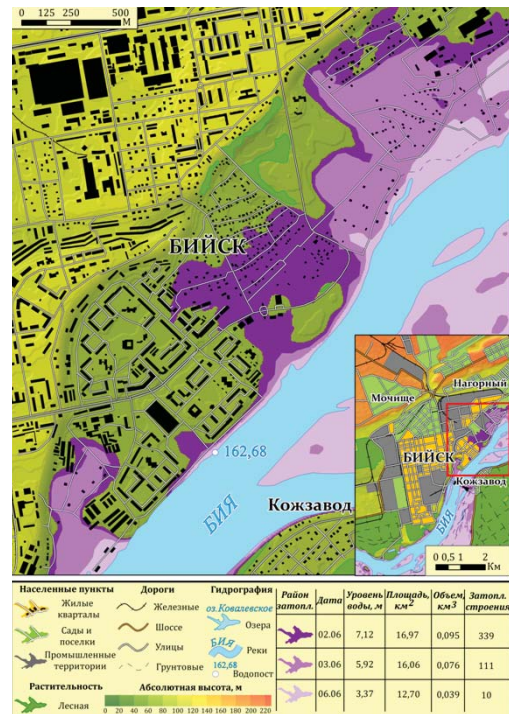 0 125 250 500
М
БИЙСК
162,68
БИЯ
Кожзавод
Мочище
Нагорный
БИЙСК
Кожзавод
БИЯ
0 0,5 1 2
Км
Населенные пункты
Жилые
кварталы
Сады и
поселки
Промышленные
территории
Растительность
Лесная
Дороги
Железные
Шоссе
Улицы
Грунтовые
Гидрография
оз.Ковалевское
Озера
БИЯ
Реки
162,68
Водопост
Абсолютная высота, м
0 20 40 60 80 100 120 140 160 180 200 220
Район затопл. Дата Уровень воды, м Площадь, км2 Объем, км3 Затопл. строения
02.06 7,12 16,97 0,095 339
03.06 5,92 16,06 0,076 111
06.06 3,37 12,70 0,039 10